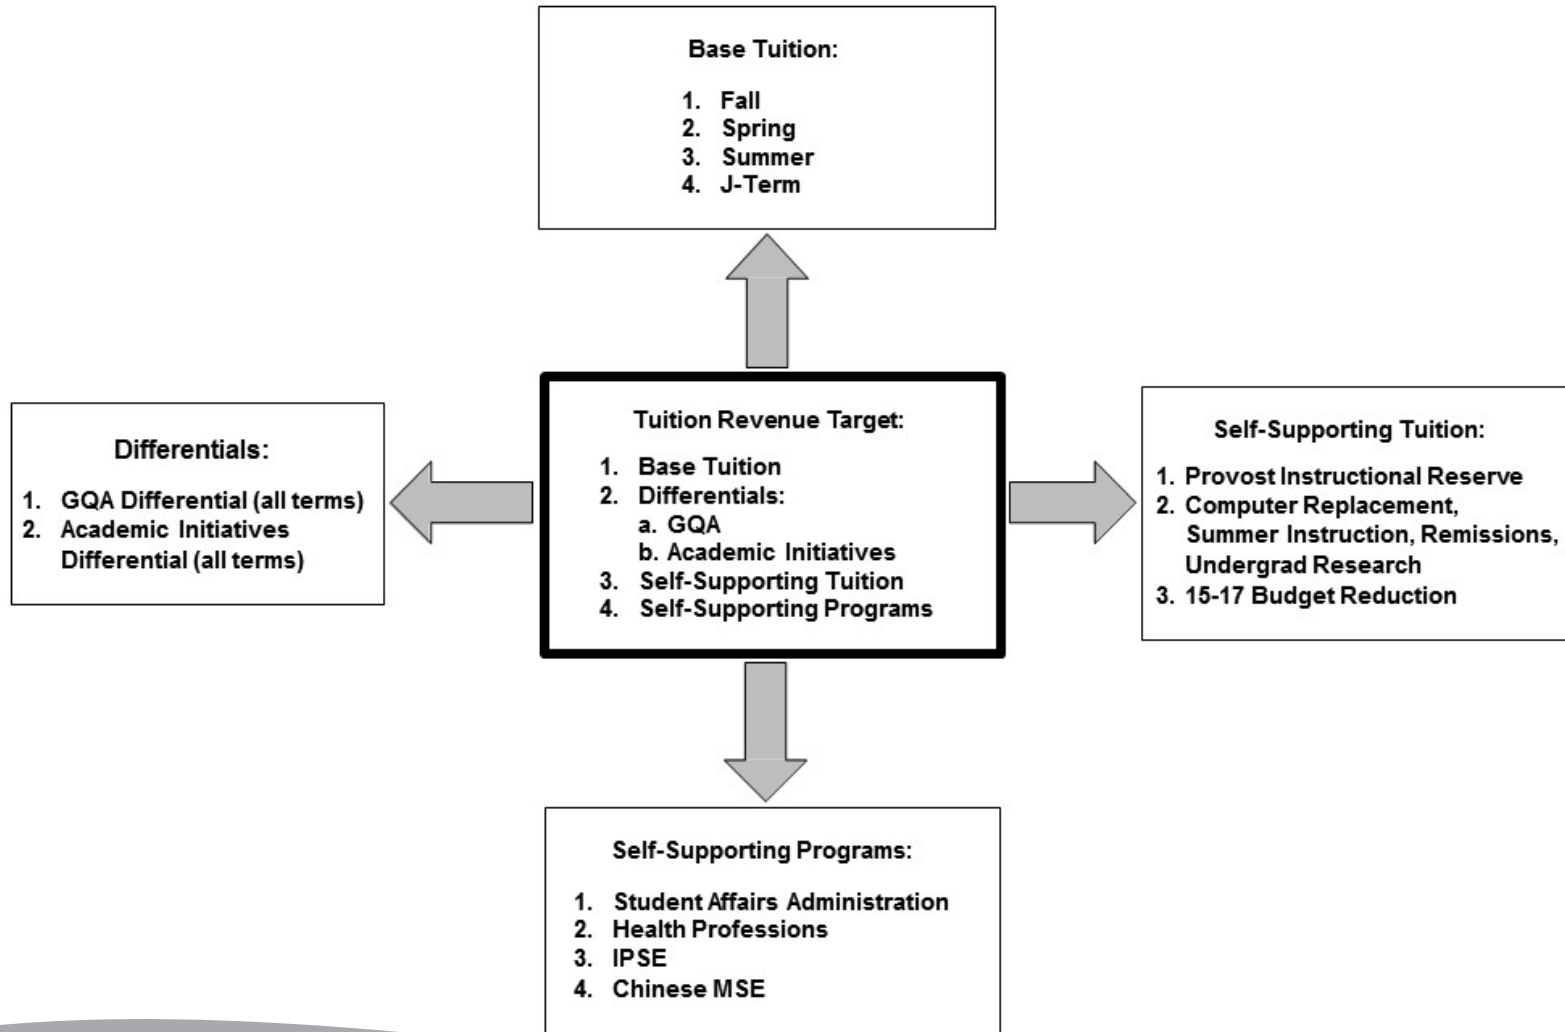 Base Tuition:
1. Fall
2. Spring
3. Summer
4. J-Term
Differentials:
1. GQA Differential (all terms)
2. Academic Initiatives
Differential (all terms)
Tuition Revenue Target:
1. Base Tuition
2. Differentials:
a. GQA
b. Academic Initiatives
3. Self-Supporting Tuition
4. Self-Supporting Programs
Self-Supporting Tuition:
1. Provost Instructional Reserve
2. Computer Replacement,
Summer Instruction, Remissions,
Undergrad Research
3. 15-17 Budget Reduction
Self-Supporting Programs:
1. Student Affairs Administration
2. Health Professions
3. IPSE
4. Chinese MSE